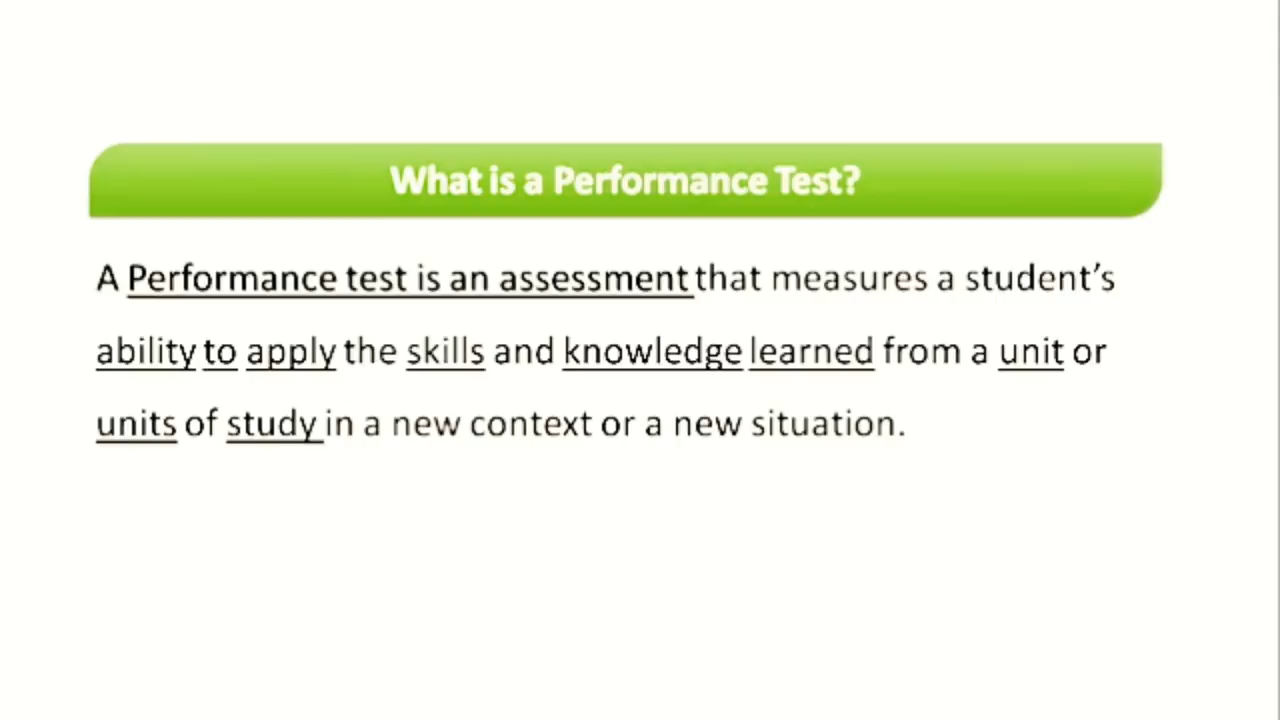 What is a Performance Test?
A Performance test is an assessment that measures a student’s
ability to apply the skills and knowledge learned from a unit or
units of study in a new context or a new situation.